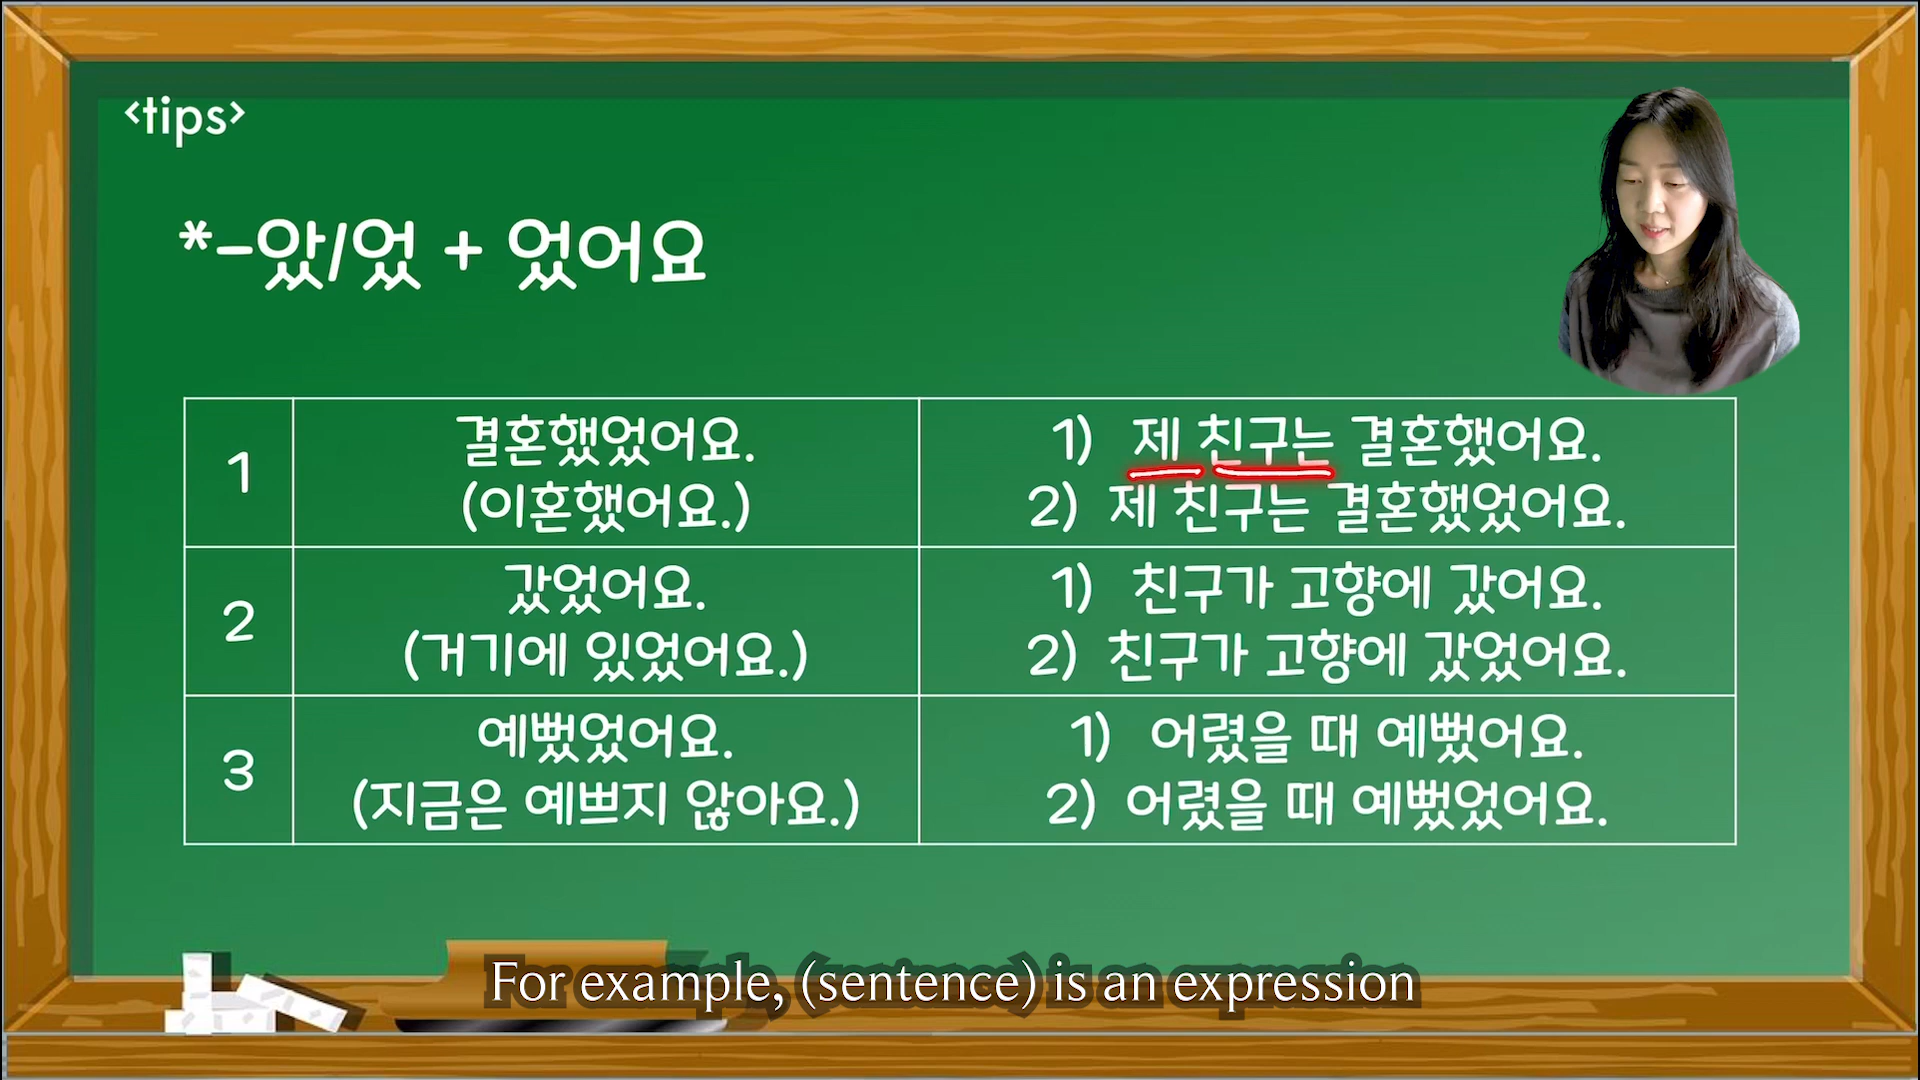 <tips>
*-았/었 + 었어요
1
결혼했었어요.
(이혼했어요.)
1) 제 친구는 결혼했어요.
2) 제 친구는 결혼했었어요.
2
갔었어요.
(거기에 있었어요.)
1) 친구가 고향에 갔어요.
2) 친구가 고향에 갔었어요.
3
예뻤었어요.
(지금은 예쁘지 않아요.)
1) 어렸을 때 예뻤어요.
2) 어렸을 때 예뻤었어요.
For example, (sentence) is an expression